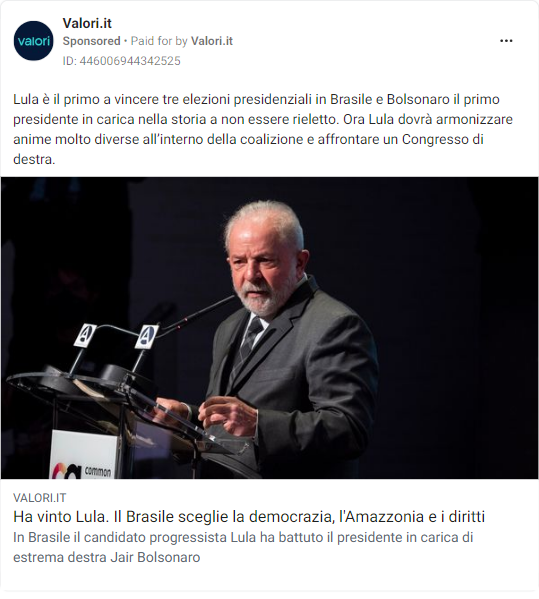 valori
Valori.it
Sponsored • Paid for by Valori.it
ID: 446006944342525
Lula è il primo a vincere tre elezioni presidenziali in Brasile e Bolsonaro il primo
presidente in carica nella storia a non essere rieletto. Ora Lula dovrà armonizzare
anime molto diverse all'interno della coalizione e affrontare un Congresso di
destra.
common
VALORI.IT
Ha vinto Lula. Il Brasile sceglie la democrazia, l'Amazzonia e i diritti
In Brasile il candidato progressista Lula ha battuto il presidente in carica di
estrema destra Jair Bolsonaro